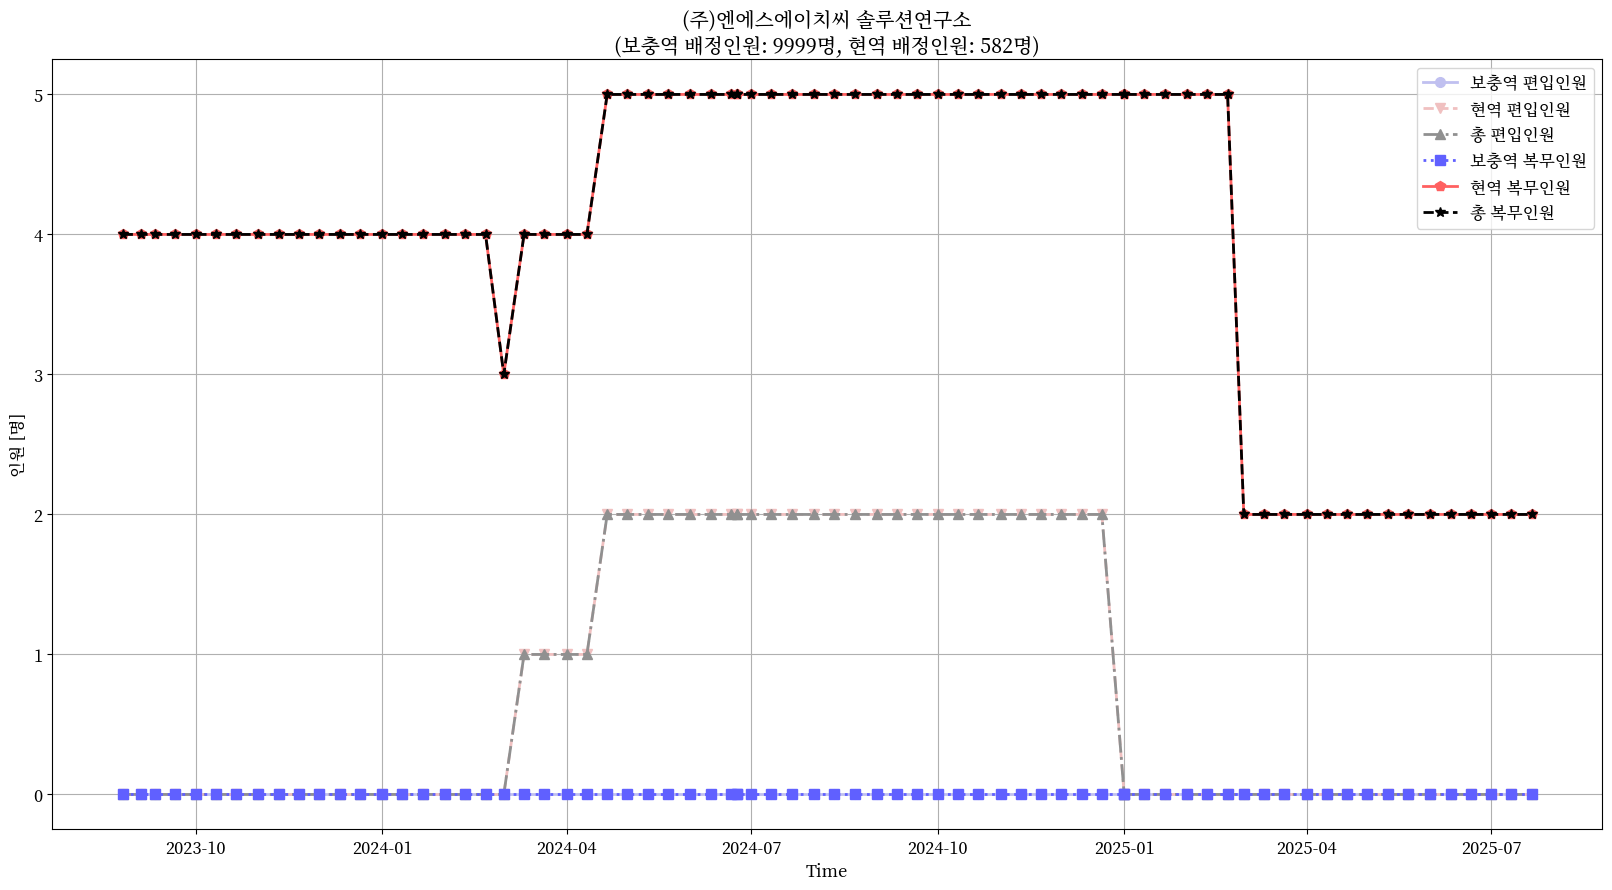 (주)엔에스에이치씨 솔루션연구소
(보충역 배정인원: 9999명, 현역 배정인원: 582명)
보충역 편입인원
현역 편입인원
총 편입인원
보충역 복무인원
현역 복무인원
총 복무인원
인원 [명]
5
4
3
2
1
0
2023-10
2024-01
2024-04
2024-07
2024-10
2025-01
2025-04
2025-07
Time